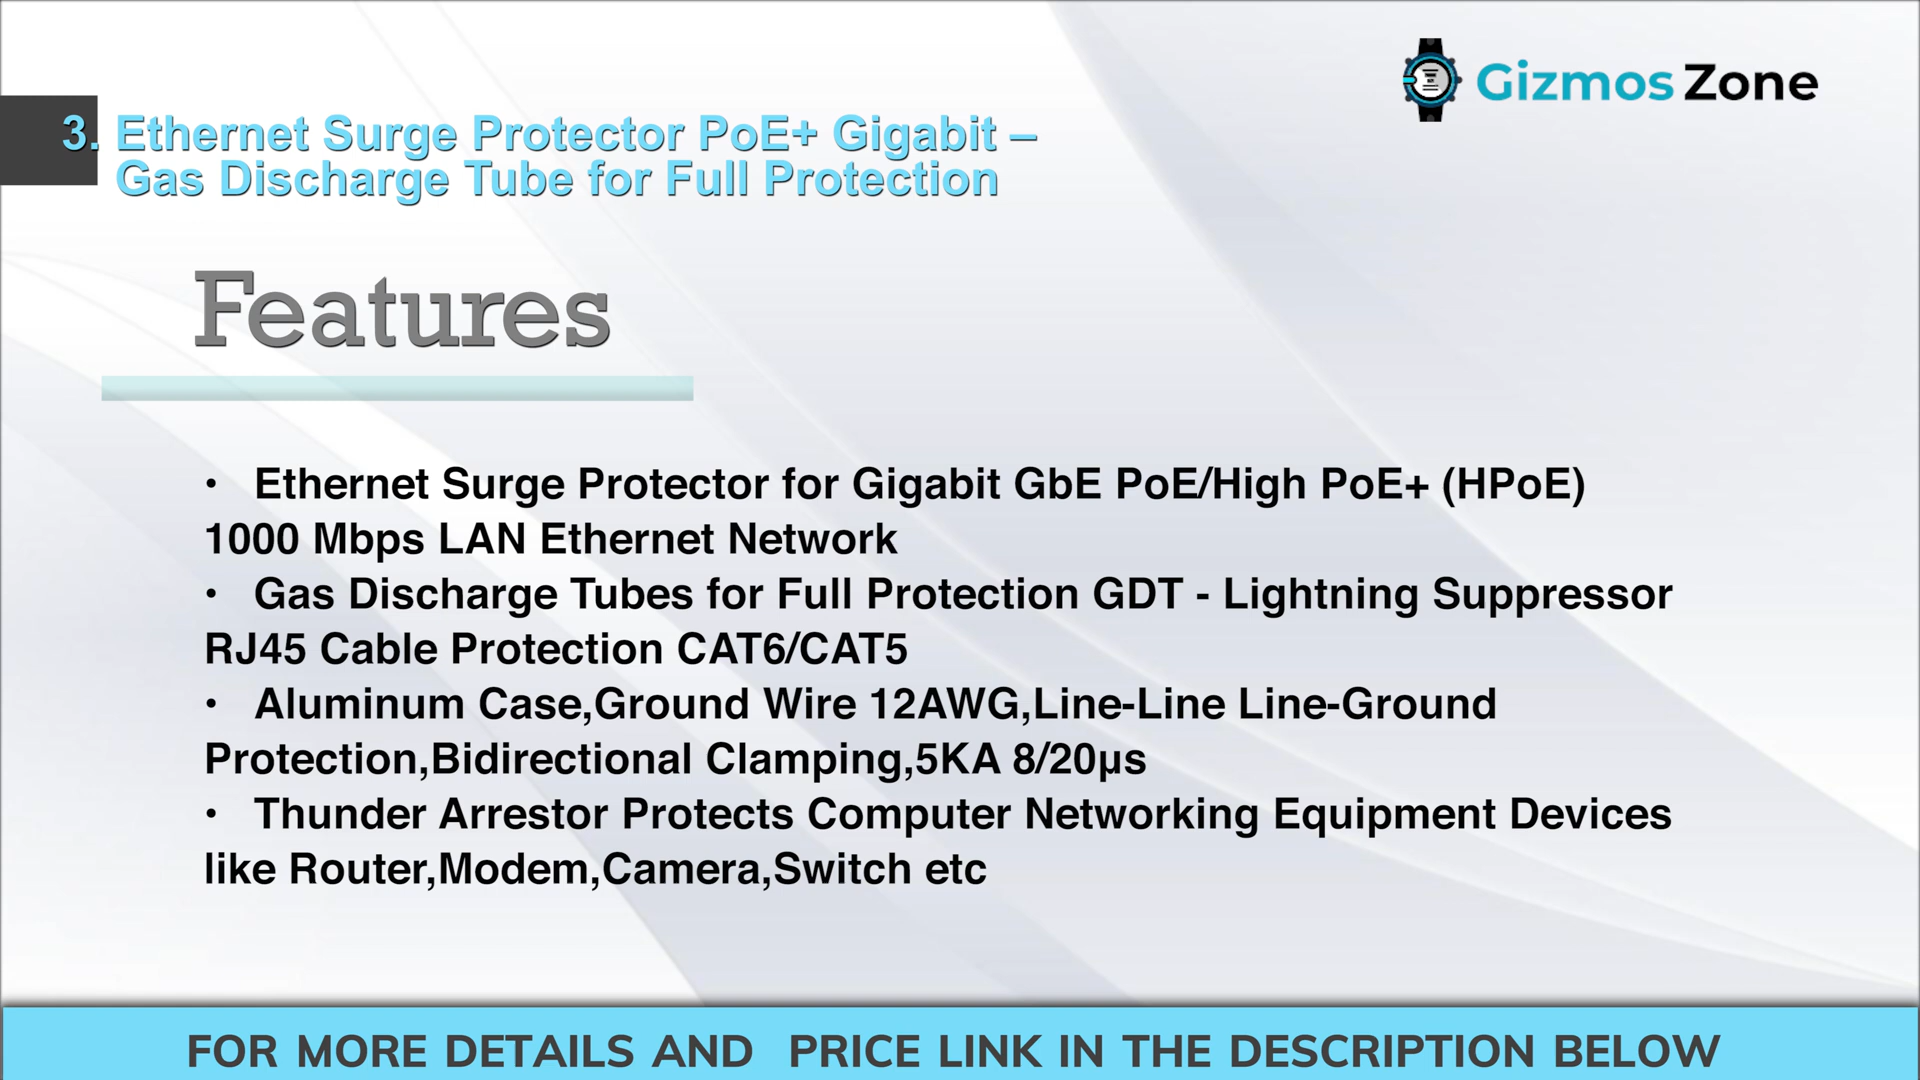 Gizmos Zone
3. Ethernet Surge Protector PoE+ Gigabit –
Gas Discharge Tube for Full Protection
Features
• Ethernet Surge Protector for Gigabit GbE PoE/High PoE+ (HPoE)
1000 Mbps LAN Ethernet Network
• Gas Discharge Tubes for Full Protection GDT - Lightning Suppressor
RJ45 Cable Protection CAT6/CAT5
• Aluminum Case,Ground Wire 12AWG,Line-Line Line-Ground
Protection,Bidirectional Clamping,5KA 8/20µs
• Thunder Arrestor Protects Computer Networking Equipment Devices
like Router,Modem,Camera,Switch etc
FOR MORE DETAILS AND PRICE LINK IN THE DESCRIPTION BELOW